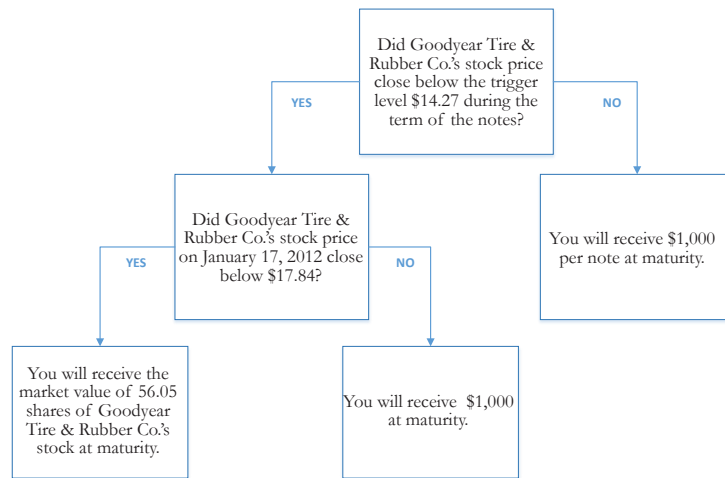 Did Goodyear Tire &
Rubber Co.'s stock price
close below the trigger
level $14.27 during the
term of the notes?
YES
NO
Did Goodyear Tire &
Rubber Co.'s stock price
on January 17, 2012 close
below $17.84?
You will receive $1,000
per note at maturity.
YES
NO
You will receive the
market value of 56.05
shares of Goodyear
Tire & Rubber Co.'s
stock at maturity.
You will receive $1,000
at maturity.